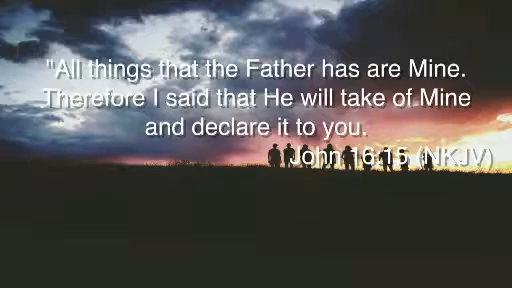 "All things that the Father has are Mine.
Therefore I said that He will take of Mine
and declare it to you.
John 16:15 (NKJV)